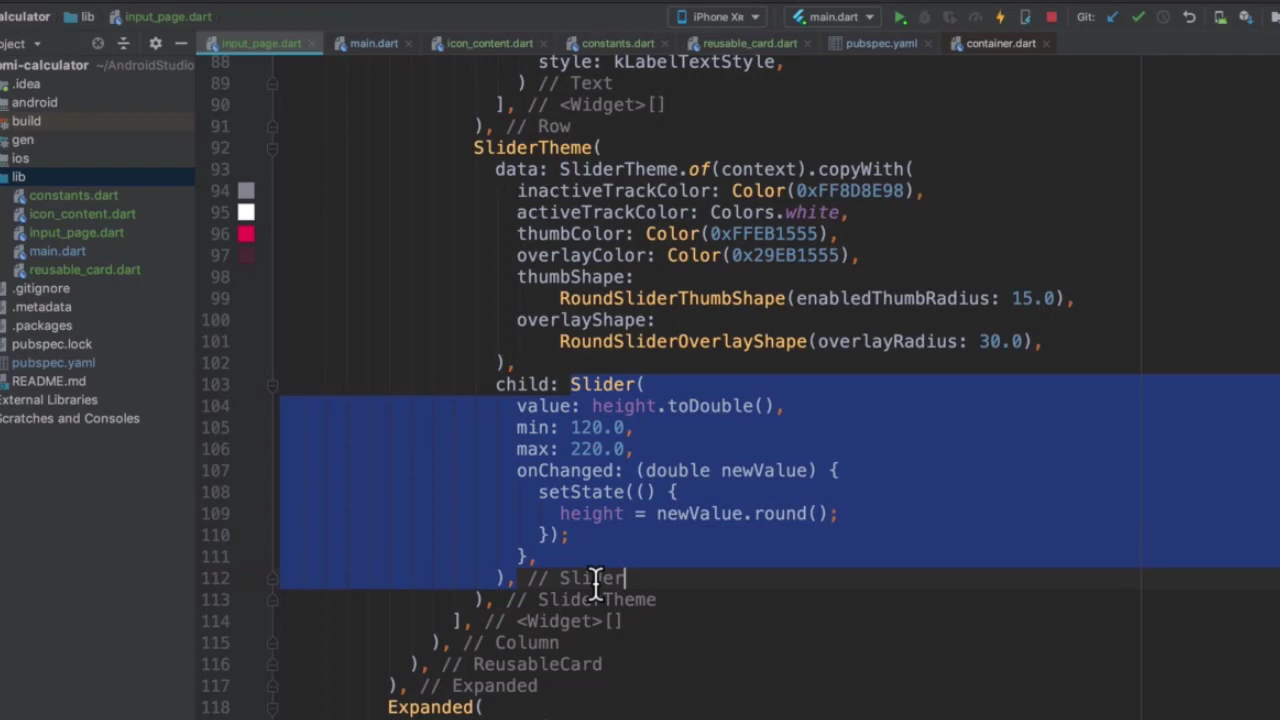 alculator lib input_page.dart iPhone XR main.dart Git:
oject input_page.dart main.dart icon_content.dart constants.dart reusable_card.dart pubspec.yaml container.dart
omi-calculator ~/AndroidStudio
.idea
android
build
gen
ios
lib
constants.dart
icon_content.dart
input_page.dart
main.dart
reusable_card.dart
.gitignore
.metadata
.packages
pubspec.lock
pubspec.yaml
README.md
External Libraries
Scratches and Consoles
88 style: kLabelTextStyle,
89 ) // Text
90 ], // <Widget>[]
91 ), // Row
92 SliderTheme(
93 data: SliderTheme.of(context).copyWith(
94 inactiveTrackColor: Color(0xFF8D8E98),
95 activeTrackColor: Colors.white,
96 thumbColor: Color(0xFFEB1555),
97 overlayColor: Color(0x29EB1555),
98 thumbShape:
99 RoundSliderThumbShape(enabledThumbRadius: 15.0),
100 overlayShape:
101 RoundSliderOverlayShape(overlayRadius: 30.0),
102 ),
103 child: Slider(
104 value: height.toDouble(),
105 min: 120.0,
106 max: 220.0,
107 onChanged: (double newValue) {
108 setState(() {
109 height = newValue.round();
110 });
111 },
112 ), // Slider
113 ), // SliderTheme
114 ], // <Widget>[]
115 ), // Column
116 ), // ReusableCard
117 ), // Expanded
118 Expanded(